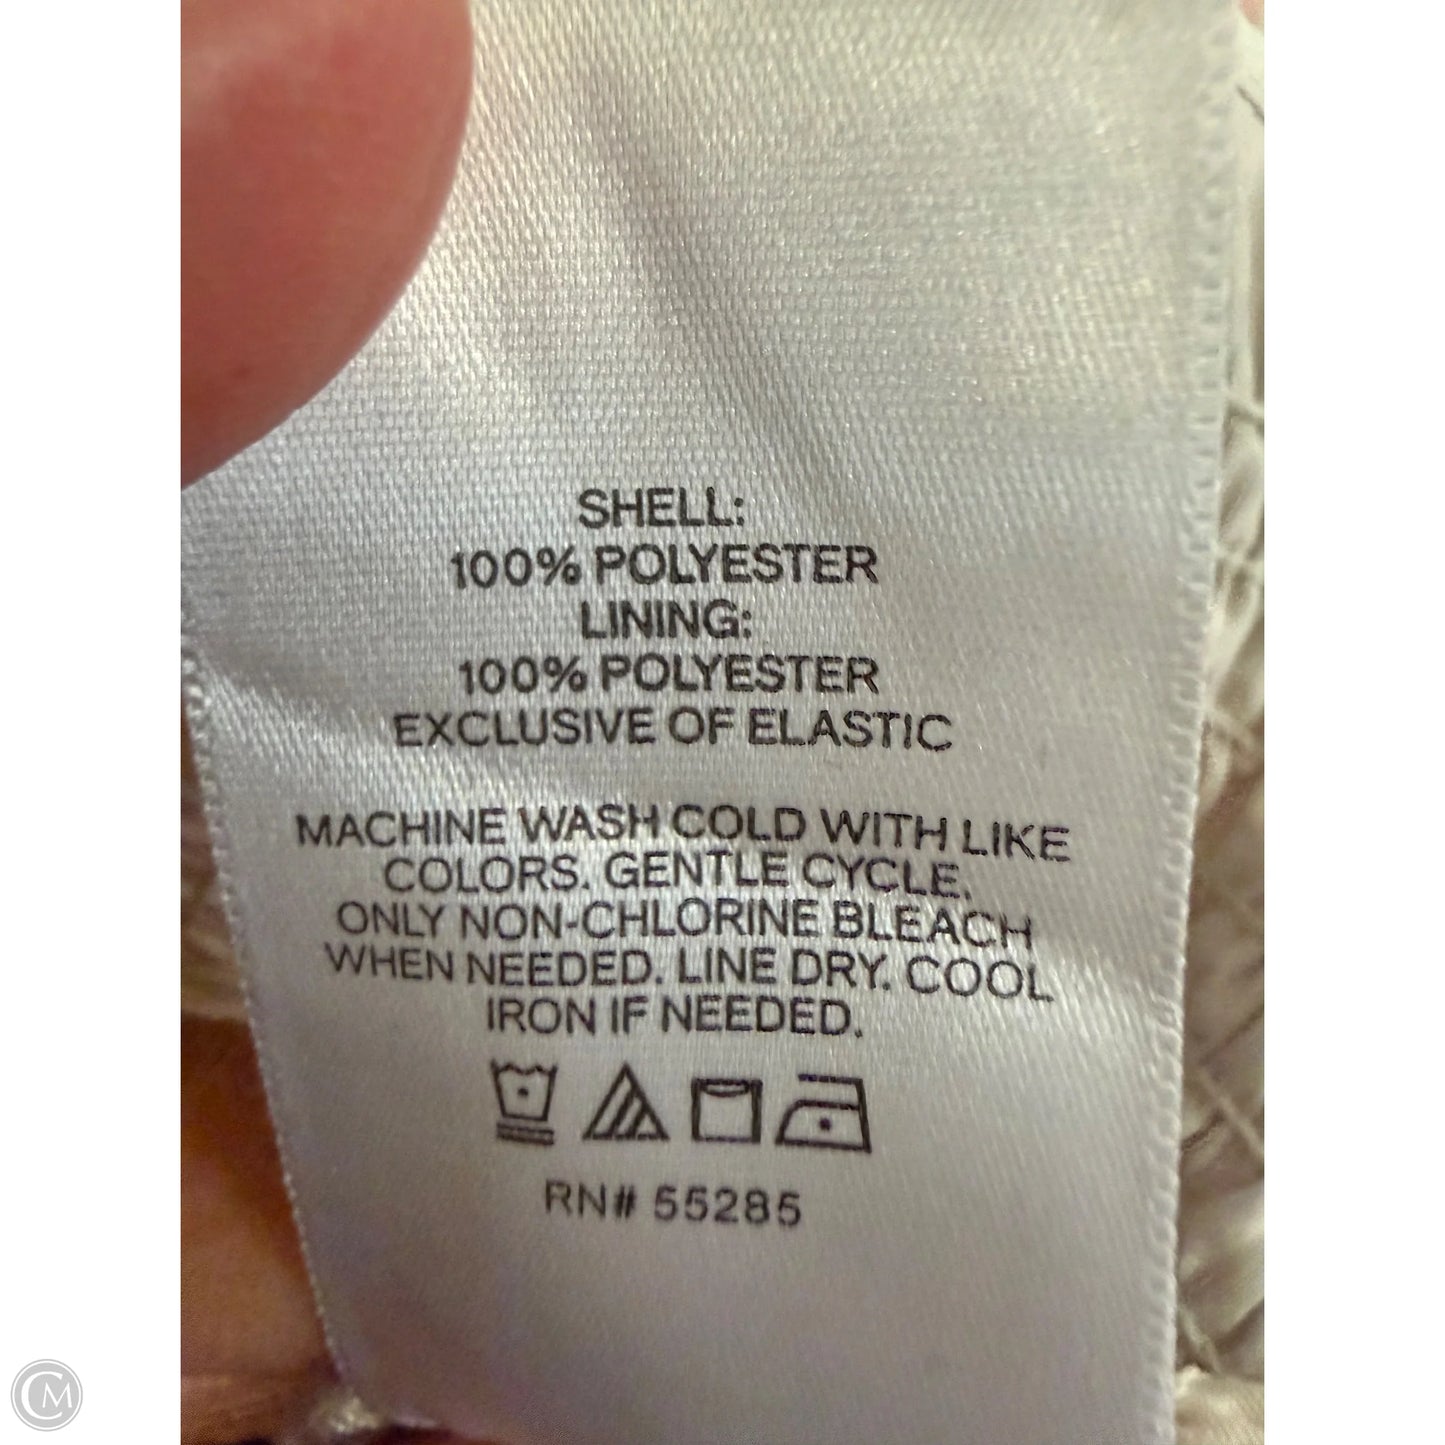 SHELL:
100% POLYESTER
LINING:
100% POLYESTER
EXCLUSIVE OF ELASTIC
MACHINE WASH COLD WITH LIKE
COLORS. GENTLE CYCLE.
ONLY NON-CHLORINE BLEACH
WHEN NEEDED. LINE DRY. COOL
IRON IF NEEDED.
RN# 55285
CM